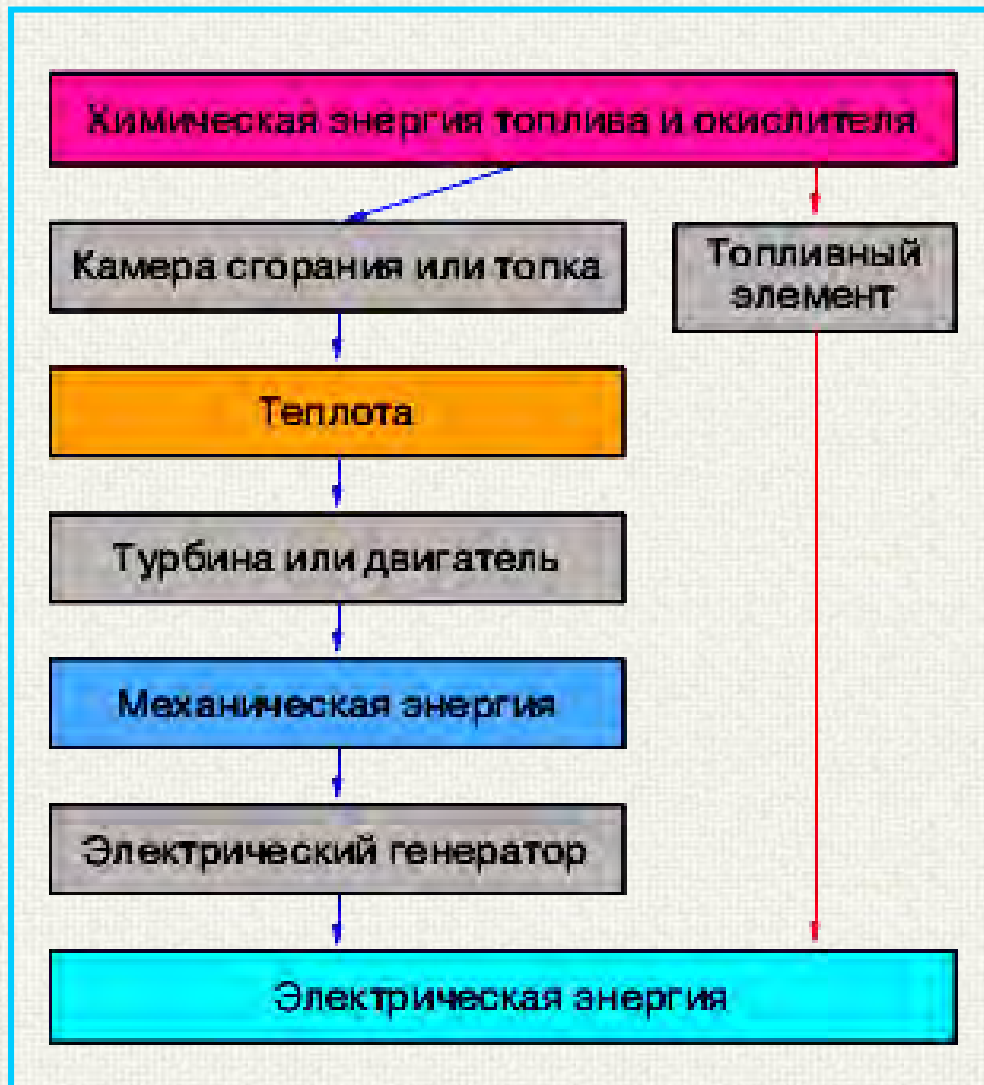 Химическая энергия топлива и окислителя
Камера сгорания или топка
Топливный
элемент
Теплота
Турбина или двигатель
Механическая энергия
Электрический генератор
Электрическая энергия